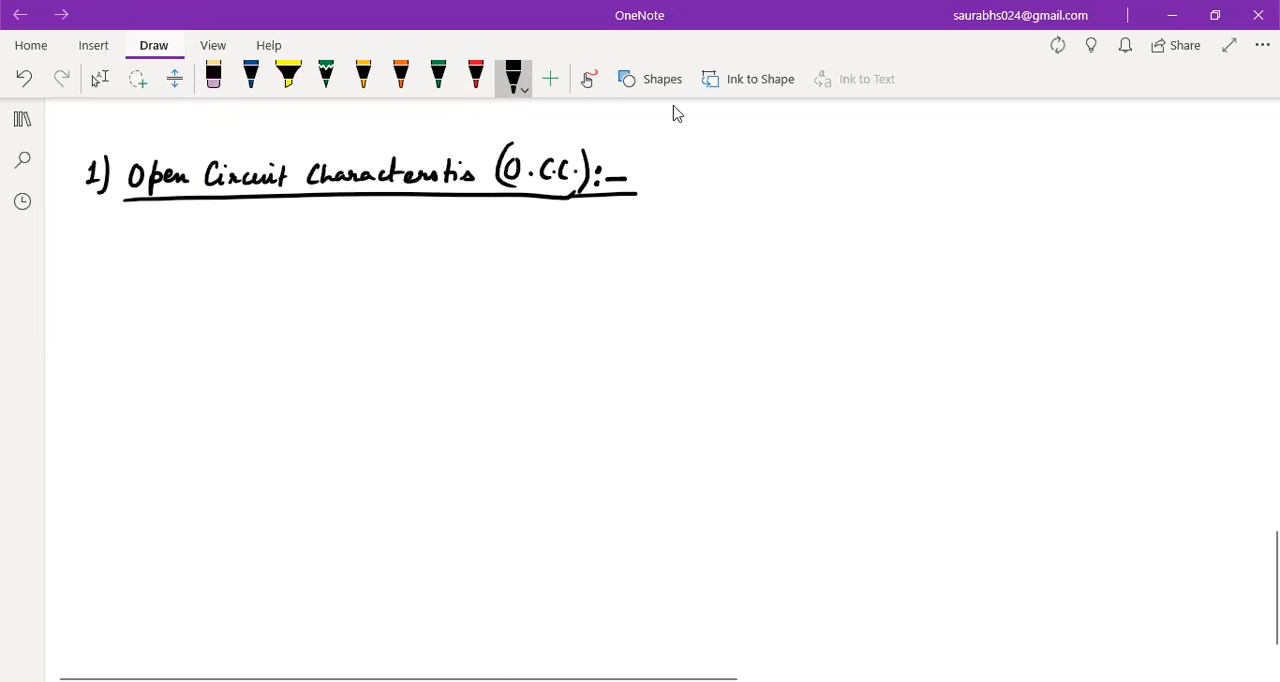 OneNote
saurabhs024@gmail.com
Home Insert Draw View Help
Share
Shapes
Ink to Shape
Ink to Text
1) Open Circuit Characterstis (O.C.C.):-